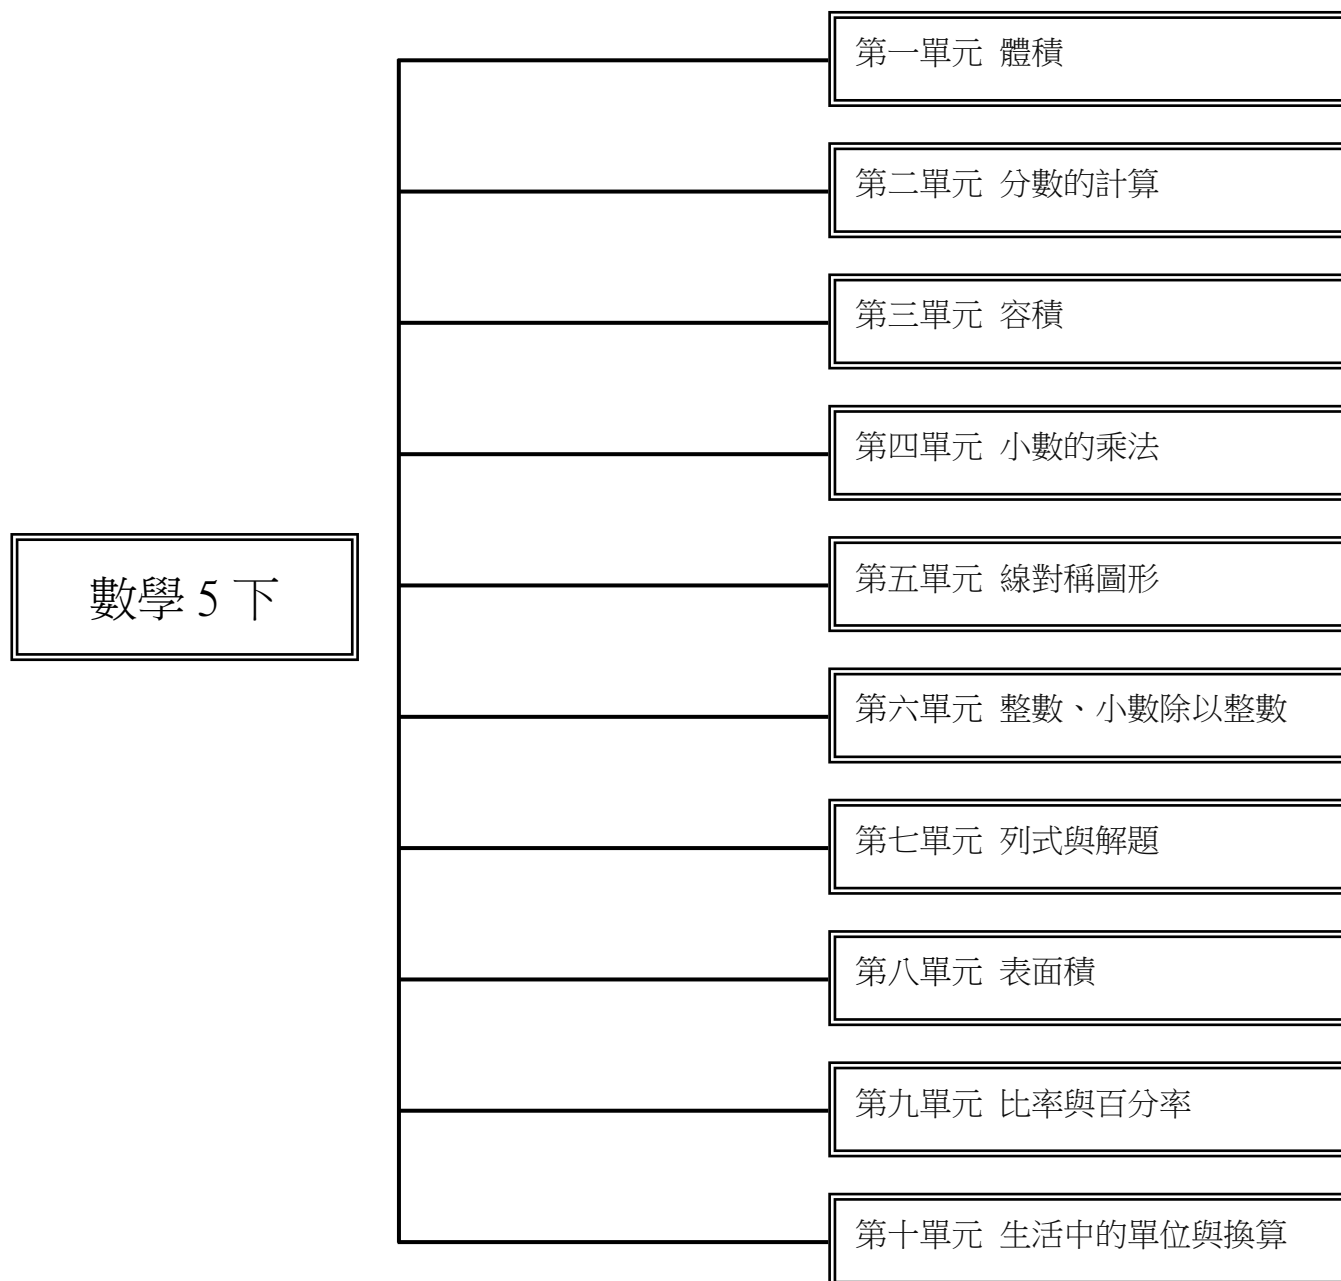 第一單元 體積
第二單元 分數的計算
第三單元 容積
第四單元 小數的乘法
數學 5 下
第五單元 線對稱圖形
第六單元 整數、小數除以整數
第七單元 列式與解題
第八單元 表面積
第九單元 比率與百分率
第十單元 生活中的單位與換算